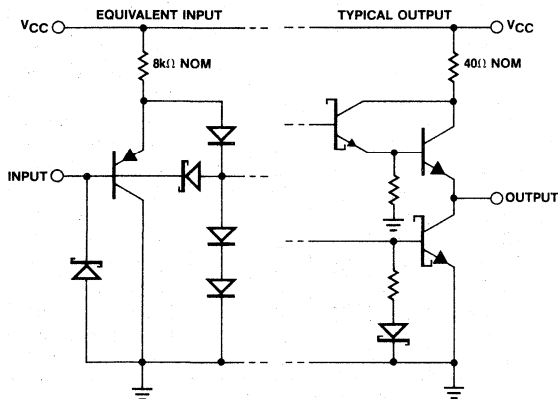 EQUIVALENT INPUT
TYPICAL OUTPUT
VCC
VCC
8kΩ NOM
40Ω NOM
INPUT
OUTPUT